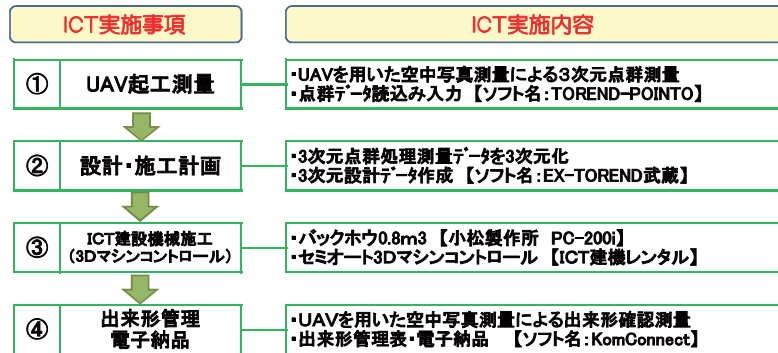 ICT実施事項
ICT実施内容
① UAV起工測量
・UAVを用いた空中写真測量による3次元点群測量
・点群ﾃﾞｰﾀ読込み入力 【ソフト名:TOREND-POINTO】
② 設計・施工計画
・3次元点群処理測量ﾃﾞｰﾀを3次元化
・3次元設計ﾃﾞｰﾀ作成 【ソフト名:EX-TOREND武蔵】
③ ICT建設機械施工
(3Dマシンコントロール)
・バックホウ0.8m3 【小松製作所 PC-200i】
・セミオート3Dマシンコントロール 【ICT建機レンタル】
④ 出来形管理
電子納品
・UAVを用いた空中写真測量による出来形確認測量
・出来形管理表・電子納品 【ソフト名:KomConnect】